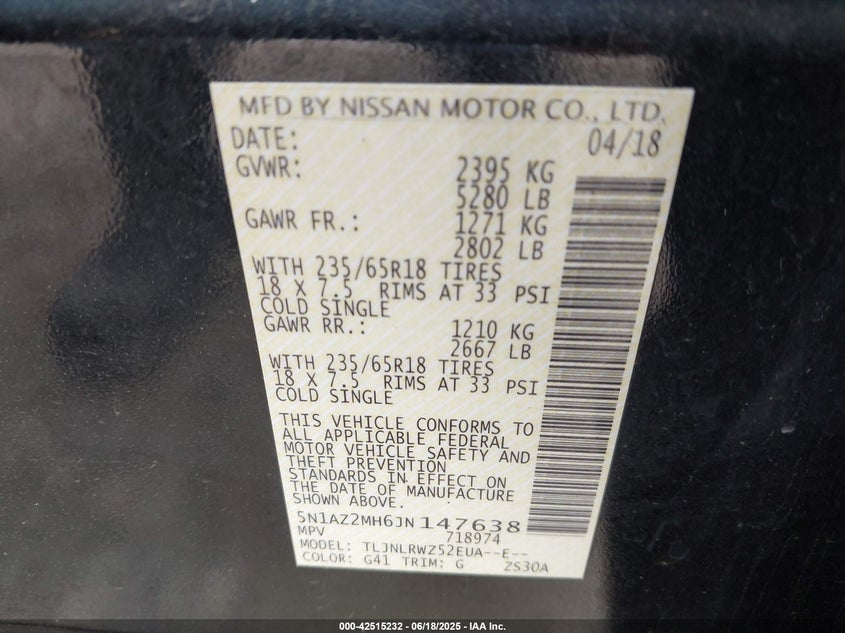 MFD BY NISSAN MOTOR CO., LTD.
DATE: 04/18
GVWR: 2395 KG
5280 LB
GAWR FR.: 1271 KG
2802 LB
WITH 235/65R18 TIRES
18 X 7.5 RIMS AT 33 PSI
COLD SINGLE
GAWR RR.: 1210 KG
2667 LB
WITH 235/65R18 TIRES
18 X 7.5 RIMS AT 33 PSI
COLD SINGLE
THIS VEHICLE CONFORMS TO
ALL APPLICABLE FEDERAL
MOTOR VEHICLE SAFETY AND
THEFT PREVENTION
STANDARDS IN EFFECT ON
THE DATE OF MANUFACTURE
SHOWN ABOVE.
5N1AZ2MH6JN147638
MPV 718974
MODEL: TLJNLRWZ52EUA--E--
COLOR: G41 TRIM: G ZS30A
000-42515232 - 06/18/2025 - IAA Inc.